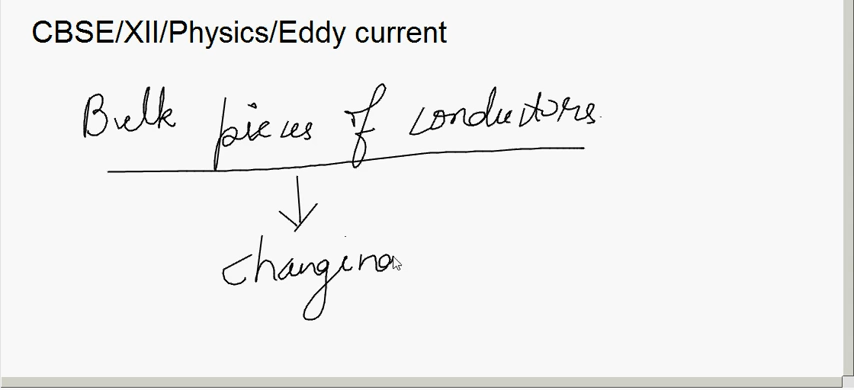 CBSE/XII/Physics/Eddy current
Bulk pieces of conductors.
changing